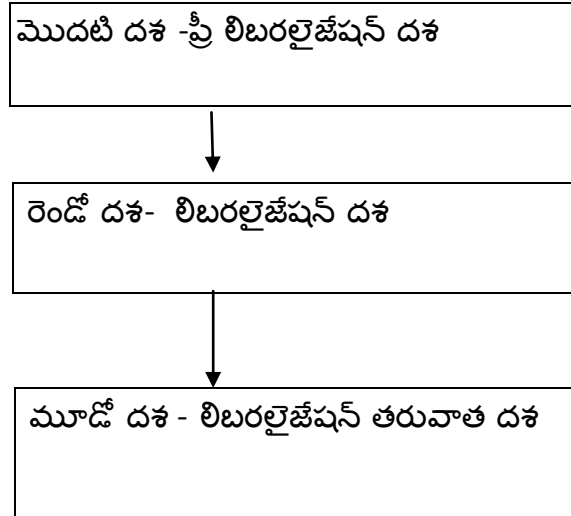 మొదటి దశ -ప్రీ లిబరలైజేషన్ దశ
రెండో దశ- లిబరలైజేషన్ దశ
మూడో దశ - లిబరలైజేషన్ తరువాత దశ